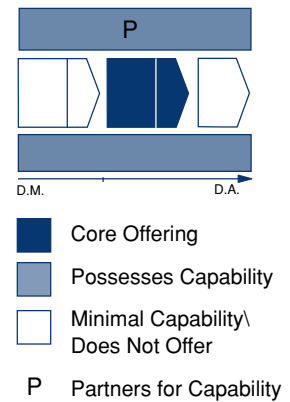 P
D.M. D.A.
Core Offering
Possesses Capability
Minimal Capability\
Does Not Offer
P Partners for Capability